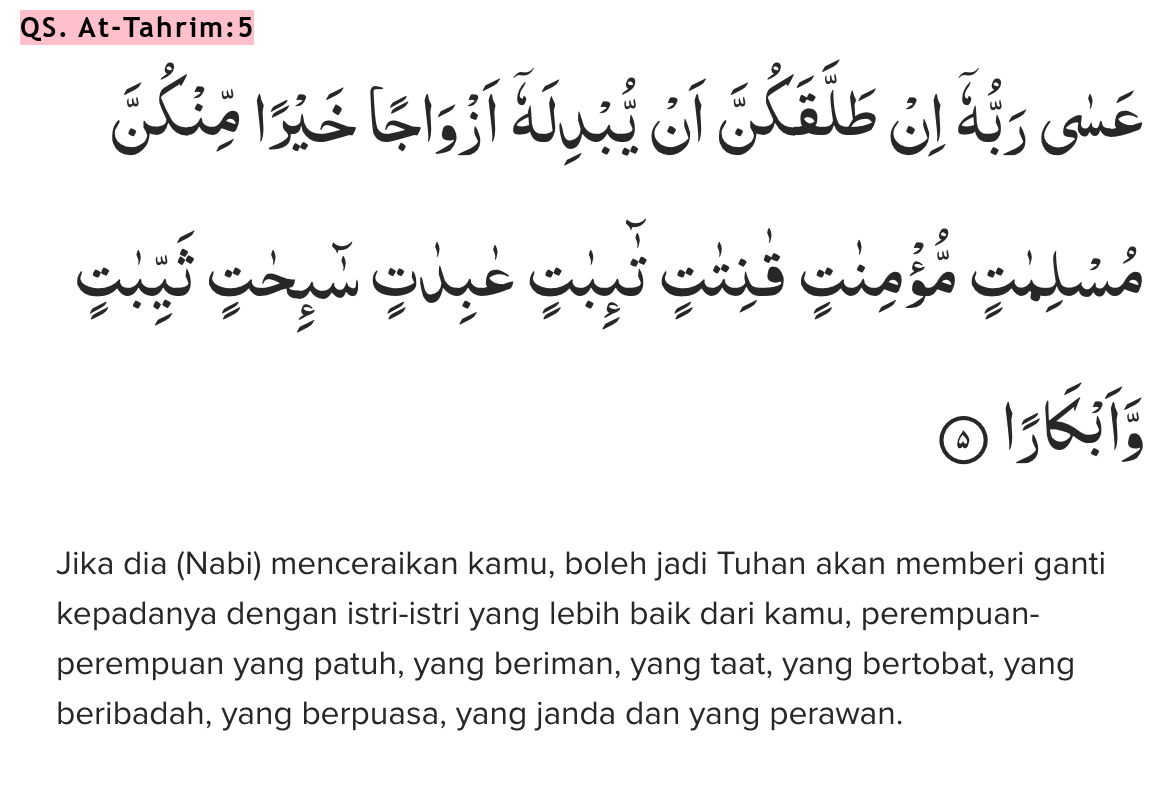 QS. At-Tahrim:5
عَسٰى رَبُّهٗٓ اِنْ طَلَّقَكُنَّ اَنْ يُّبْدِلَهٗٓ اَزْوَاجًا خَيْرًا مِّنْكُنَّ
مُسْلِمٰتٍ مُّؤْمِنٰتٍ قٰنِتٰتٍ تٰۤىِٕبٰتٍ عٰبِدٰتٍ سٰۤىِٕحٰتٍ ثَيِّبٰتٍ
وَّاَبْكَارًا ۵
Jika dia (Nabi) menceraikan kamu, boleh jadi Tuhan akan memberi ganti
kepadanya dengan istri-istri yang lebih baik dari kamu, perempuan-
perempuan yang patuh, yang beriman, yang taat, yang bertobat, yang
beribadah, yang berpuasa, yang janda dan yang perawan.